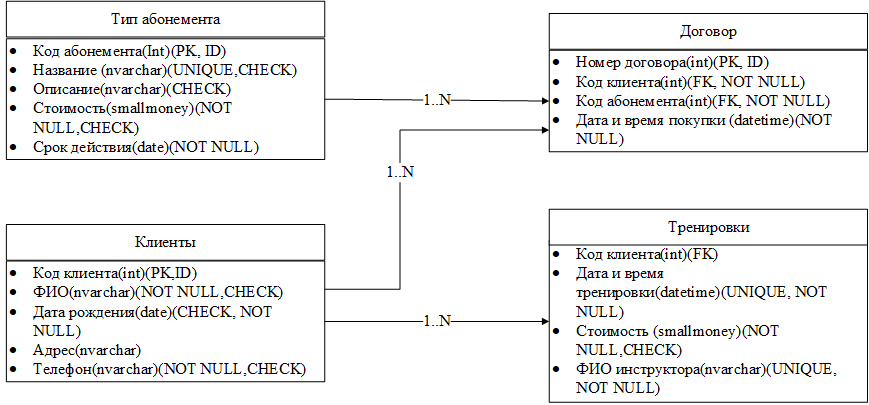 Тип абонемента
Код абонемента(Int)(PK, ID)
Название (nvarchar)(UNIQUE,CHECK)
Описание(nvarchar)(CHECK)
Стоимость(smallmoney)(NOT
NULL,CHECK)
Срок действия(date)(NOT NULL)
Договор
Номер договора(int)(PK, ID)
Код клиента(int)(FK, NOT NULL)
Код абонемента(int)(FK, NOT NULL)
Дата и время покупки (datetime)(NOT
NULL)
1..N
1..N
Клиенты
Код клиента(int)(PK,ID)
ФИО(nvarchar)(NOT NULL,CHECK)
Дата рождения(date)(CHECK, NOT
NULL)
Адрес(nvarchar)
Телефон(nvarchar)(NOT NULL,CHECK)
1..N
Тренировки
Код клиента(int)(FK)
Дата и время
тренировки(datetime)(UNIQUE, NOT
NULL)
Стоимость (smallmoney)(NOT
NULL,CHECK)
ФИО инструктора(nvarchar)(UNIQUE,
NOT NULL)